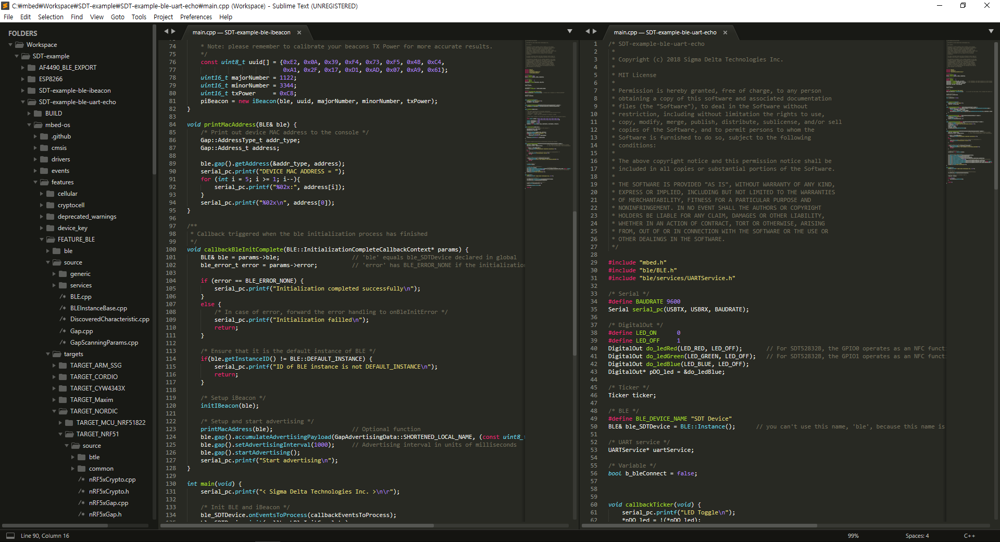 C:₩mbed₩Workspace₩SDT-example₩SDT-example-ble-uart-echo₩main.cpp (Workspace) - Sublime Text (UNREGISTERED)
File Edit Selection Find View Goto Tools Project Preferences Help
FOLDERS
Workspace
SDT-example
AF4490_BLE_EXPORT
ESP8266
SDT-example-ble-ibeacon
SDT-example-ble-uart-echo
BUILD
mbed-os
.github
cmsis
drivers
events
features
cellular
cryptocell
deprecated_warnings
device_key
FEATURE_BLE
ble
source
generic
services
/* BLE.cpp
/* BLEInstanceBase.cpp
/* DiscoveredCharacteristic.cpp
/* Gap.cpp
/* GapScanningParams.cpp
targets
TARGET_ARM_SSG
TARGET_CORDIO
TARGET_CYW4343X
TARGET_Maxim
TARGET_NORDIC
TARGET_MCU_NRF51822
TARGET_NRF51
source
btle
common
/* nRF5xCrypto.cpp
/* nRF5xCrypto.h
/* nRF5xGap.cpp
/* nRF5xGap.h
main.cpp — SDT-example-ble-ibeacon ×
74 * Note: please remember to calibrate your beacons TX Power for more accurate results.
75 */
76 const uint8_t uuid[] = {0xE2, 0x0A, 0x39, 0xF4, 0x73, 0xF5, 0x4B, 0xC4,
77 0xA1, 0x2F, 0x17, 0xD1, 0xAD, 0x07, 0xA9, 0x61};
78 uint16_t majorNumber = 1122;
79 uint16_t minorNumber = 3344;
80 uint16_t txPower = 0xC8;
81 piBeacon = new iBeacon(ble, uuid, majorNumber, minorNumber, txPower);
82 }
83
84 void printMacAddress(BLE& ble) {
85 /* Print out device MAC address to the console */
86 Gap::AddressType_t addr_type;
87 Gap::Address_t address;
88
89 ble.gap().getAddress(&addr_type, address);
90 serial_pc.printf("DEVICE MAC ADDRESS = ");
91 for (int i = 5; i >= 1; i--){
92 serial_pc.printf("%02x:", address[i]);
93 }
94 serial_pc.printf("%02x\n", address[0]);
95 }
96
97 /**
98 * Callback triggered when the ble initialization process has finished
99 */
100 void callbackBleInitComplete(BLE::InitializationCompleteCallbackContext* params) {
101 BLE& ble = params->ble; // 'ble' equals ble_SDTDevice declared in global
102 ble_error_t error = params->error; // 'error' has BLE_ERROR_NONE if the initialization
103
104 if (error == BLE_ERROR_NONE) {
105 serial_pc.printf("Initialization completed successfully\n");
106 }
107 else {
108 /* In case of error, forward the error handling to onBleInitError */
109 serial_pc.printf("Initialization failled\n");
110 return;
111 }
112
113 /* Ensure that it is the default instance of BLE */
114 if(ble.getInstanceID() != BLE::DEFAULT_INSTANCE) {
115 serial_pc.printf("ID of BLE instance is not DEFAULT_INSTANCE\n");
116 return;
117 }
118
119 /* Setup iBeacon */
120 initIBeacon(ble);
121
122 /* Setup and start advertising */
123 printMacAddress(ble); // Optional function
124 ble.gap().accumulateAdvertisingPayload(GapAdvertisingData::SHORTENED_LOCAL_NAME, (const uint8_
125 ble.gap().setAdvertisingInterval(1000); // Advertising interval in units of milliseconds
126 ble.gap().startAdvertising();
127 serial_pc.printf("Start advertising\n");
128 }
129
130 int main(void) {
131 serial_pc.printf("< Sigma Delta Technologies Inc. >\n\r");
132
133 /* Init BLE and iBeacon */
134 ble_SDTDevice.onEventsToProcess(callbackEventsToProcess);
main.cpp — SDT-example-ble-uart-echo ×
1 /* SDT-example-ble-uart-echo
2 *
3 * Copyright (c) 2018 Sigma Delta Technologies Inc.
4 *
5 * MIT License
6 *
7 * Permission is hereby granted, free of charge, to any person
8 * obtaining a copy of this software and associated documentation
9 * files (the "Software"), to deal in the Software without
10 * restriction, including without limitation the rights to use,
11 * copy, modify, merge, publish, distribute, sublicense, and/or sell
12 * copies of the Software, and to permit persons to whom the
13 * Software is furnished to do so, subject to the following
14 * conditions:
15 *
16 * The above copyright notice and this permission notice shall be
17 * included in all copies or substantial portions of the Software.
18 *
19 * THE SOFTWARE IS PROVIDED "AS IS", WITHOUT WARRANTY OF ANY KIND,
20 * EXPRESS OR IMPLIED, INCLUDING BUT NOT LIMITED TO THE WARRANTIES
21 * OF MERCHANTABILITY, FITNESS FOR A PARTICULAR PURPOSE AND
22 * NONINFRINGEMENT. IN NO EVENT SHALL THE AUTHORS OR COPYRIGHT
23 * HOLDERS BE LIABLE FOR ANY CLAIM, DAMAGES OR OTHER LIABILITY,
24 * WHETHER IN AN ACTION OF CONTRACT, TORT OR OTHERWISE, ARISING
25 * FROM, OUT OF OR IN CONNECTION WITH THE SOFTWARE OR THE USE OR
26 * OTHER DEALINGS IN THE SOFTWARE.
27 */
28
29 #include "mbed.h"
30 #include "ble/BLE.h"
31 #include "ble/services/UARTService.h"
32
33 /* Serial */
34 #define BAUDRATE 9600
35 Serial serial_pc(USBTX, USBRX, BAUDRATE);
36
37 /* DigitalOut */
38 #define LED_ON 0
39 #define LED_OFF 1
40 DigitalOut do_ledRed(LED_RED, LED_OFF); // For SDT52832B, the GPIO0 operates as an NFC functi
41 DigitalOut do_ledGreen(LED_GREEN, LED_OFF); // For SDT52832B, the GPIO1 operates as an NFC funct
42 DigitalOut do_ledBlue(LED_BLUE, LED_OFF);
43 DigitalOut* pDO_led = &do_ledBlue;
44
45 /* Ticker */
46 Ticker ticker;
47
48 /* BLE */
49 #define BLE_DEVICE_NAME "SDT Device"
50 BLE& ble_SDTDevice = BLE::Instance(); // you can't use this name, 'ble', because this name is
51
52 /* UART service */
53 UARTService* uartService;
54
55 /* Variable */
56 bool b_bleConnect = false;
57
58
59
60 void callbackTicker(void) {
61 serial_pc.printf("LED Toggle\n");
62 *pDO_led = !(*pDO_led);
Line 90, Column 16
99%
Spaces: 4
C++